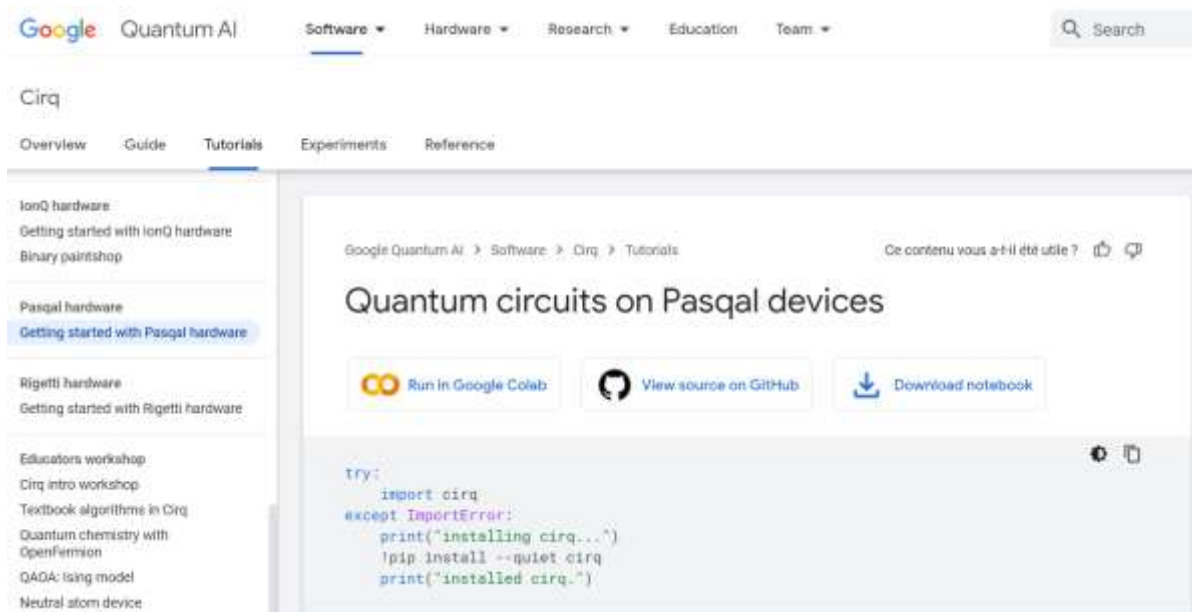 Google Quantum AI
Software Hardware Research Education Team
Search
Cirq
Overview Guide Tutorials Experiments Reference
IonQ hardware
Getting started with IonQ hardware
Binary paintshop
Pasqal hardware
Getting started with Pasqal hardware
Rigetti hardware
Getting started with Rigetti hardware
Educators workshop
Cirq intro workshop
Textbook algorithms in Cirq
Quantum chemistry with
OpenFermion
QAOA: Ising model
Neutral atom device
Google Quantum AI > Software > Cirq > Tutorials
Ce contenu vous a-t-il été utile ?
Quantum circuits on Pasqal devices
Run in Google Colab
View source on GitHub
Download notebook
try:
    import cirq
except ImportError:
    print("installing cirq...")
    !pip install --quiet cirq
    print("installed cirq.")